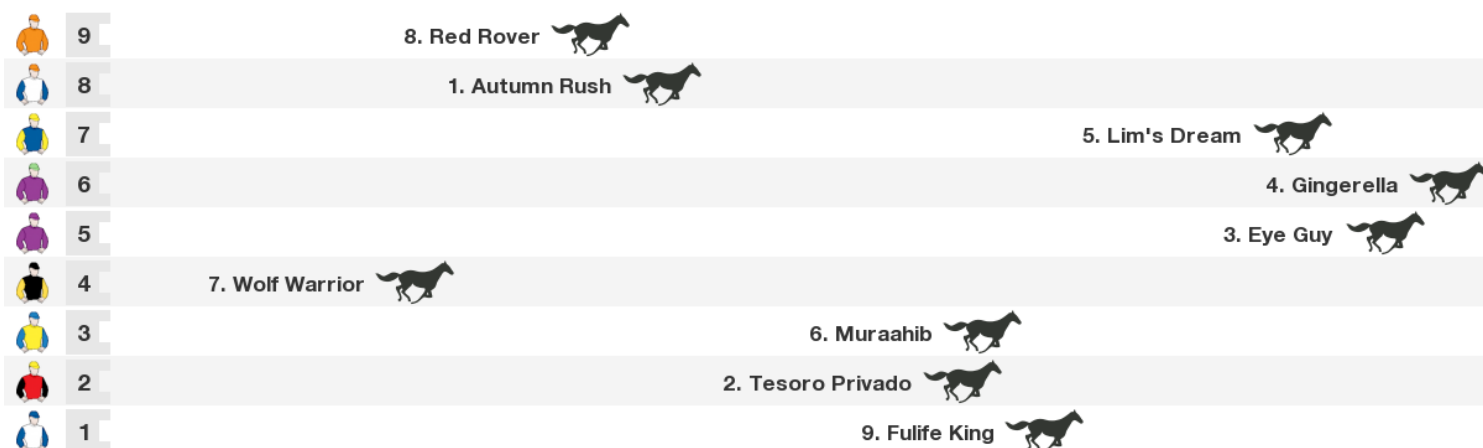 9 8. Red Rover
8 1. Autumn Rush
7 5. Lim's Dream
6 4. Gingerella
5 3. Eye Guy
4 7. Wolf Warrior
3 6. Muraahib
2 2. Tesoro Privado
1 9. Fulife King